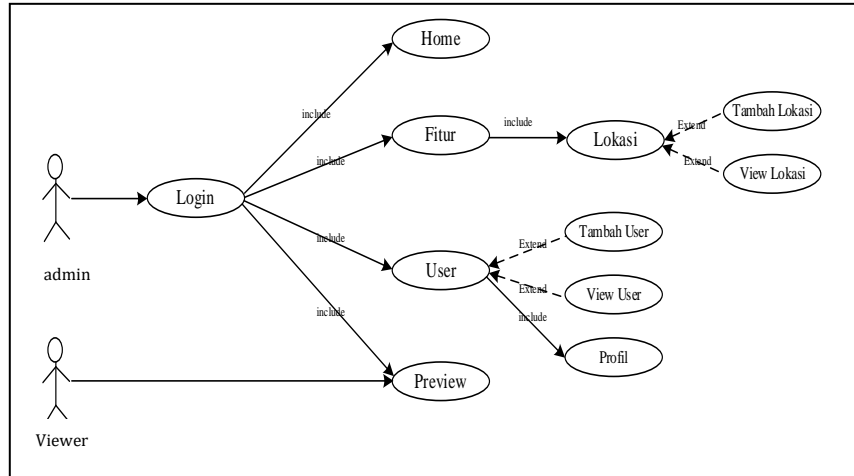 Home
include
include
Fitur
include
Lokasi
Extend
Tambah Lokasi
Extend
View Lokasi
Login
admin
include
User
Extend
Tambah User
Extend
View User
include
Profil
include
Preview
Viewer